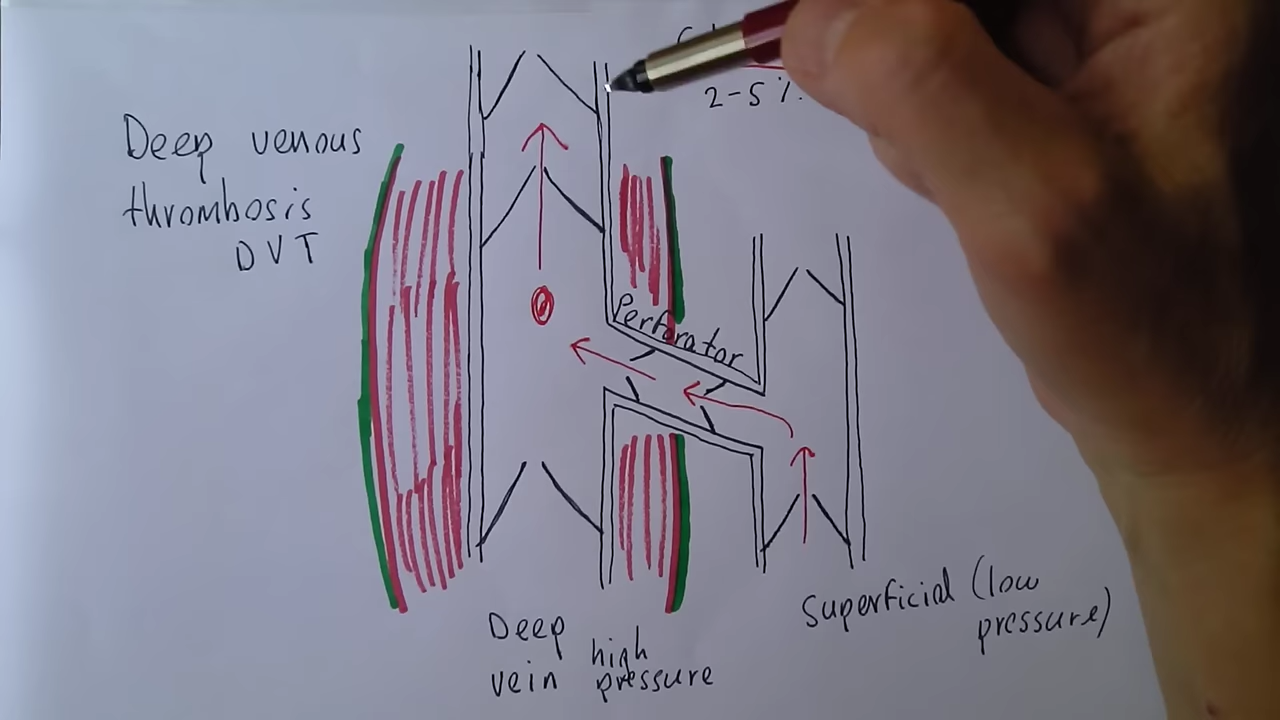 2-5%.
Deep venous
thrombosis
DVT
Perforator
Deep
vein
high
pressure
Superficial (low
pressure)